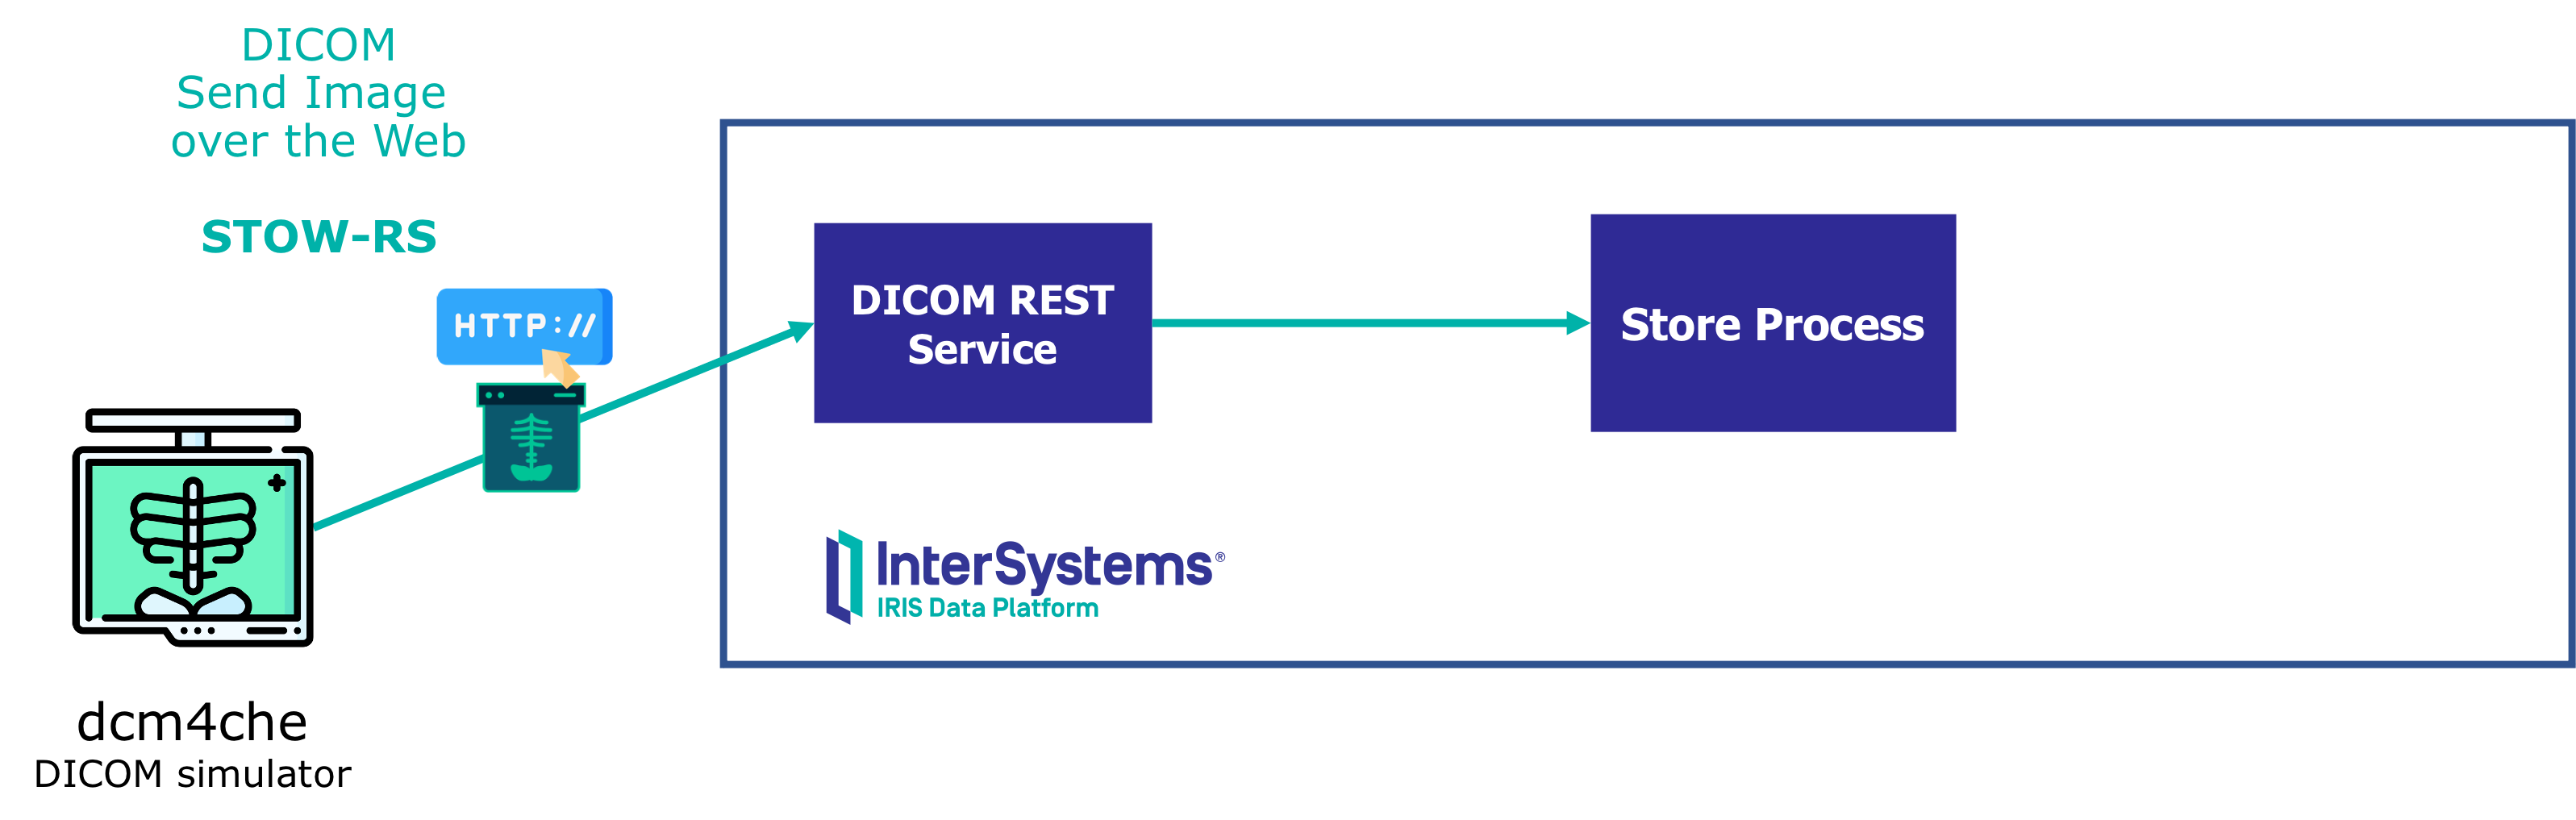 DICOM
Send Image
over the Web
STOW-RS
HTTP://
DICOM REST
Service
Store Process
InterSystems®
IRIS Data Platform
dcm4che
DICOM simulator